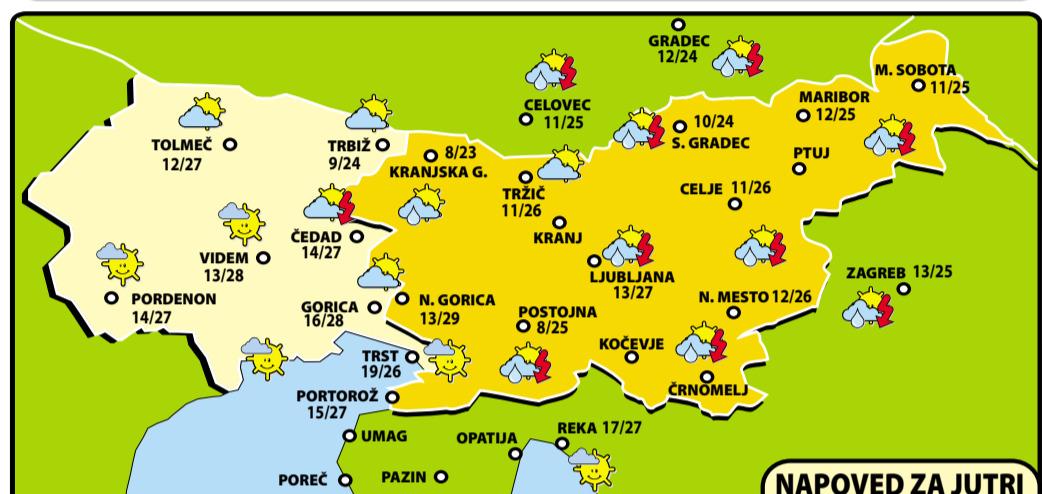 GRADEC
12/24
M. SOBOTA
11/25
CELOVEC
11/25
MARIBOR
12/25
10/24
S. GRADEC
TOLMEČ
12/27
TRBIŽ
9/24
8/23
KRANJSKA G.
PTUJ
TRŽIČ
11/26
CELJE 11/26
KRANJ
ČEDAD
14/27
VIDEM
13/28
LJUBLJANA
13/27
ZAGREB 13/25
PORDENON
14/27
GORICA
16/28
N. GORICA
13/29
POSTOJNA
8/25
N. MESTO 12/26
KOČEVJE
TRST
19/26
ČRNOMELJ
PORTOROŽ
15/27
UMAG
OPATIJA
REKA 17/27
POREČ
PAZIN
NAPOVED ZA JUTRI